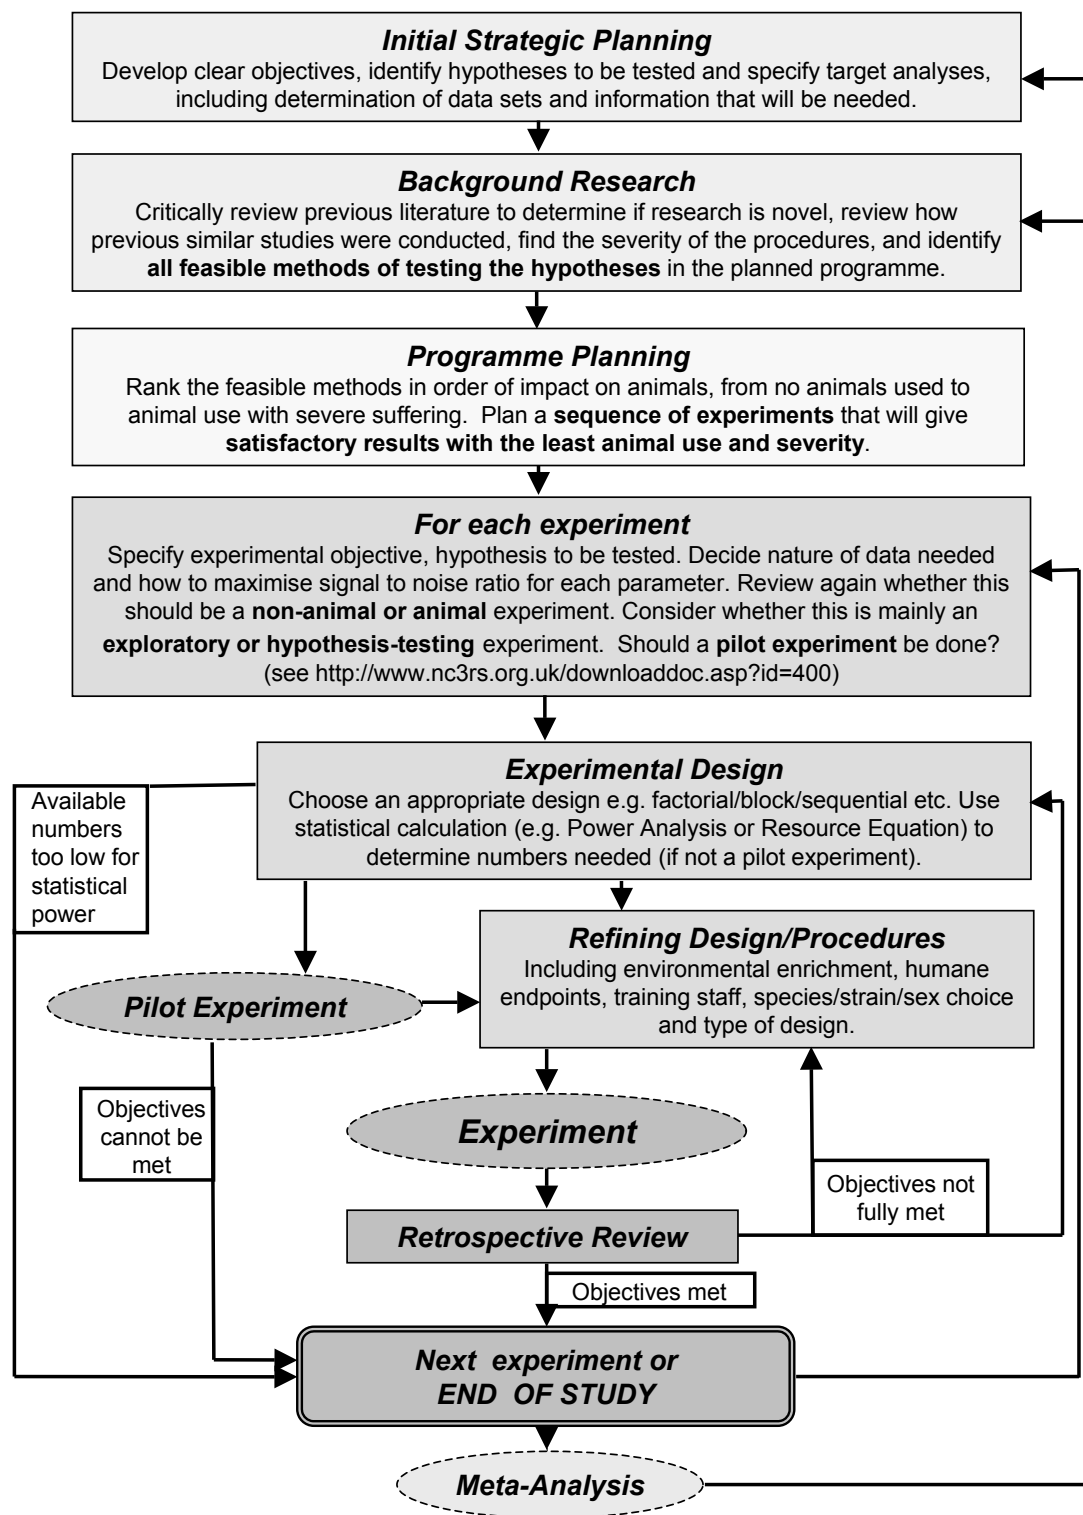 Initial Strategic Planning
Develop clear objectives, identify hypotheses to be tested and specify target analyses,
including determination of data sets and information that will be needed.
Background Research
Critically review previous literature to determine if research is novel, review how
previous similar studies were conducted, find the severity of the procedures, and identify
all feasible methods of testing the hypotheses in the planned programme.
Programme Planning
Rank the feasible methods in order of impact on animals, from no animals used to
animal use with severe suffering. Plan a sequence of experiments that will give
satisfactory results with the least animal use and severity.
For each experiment
Specify experimental objective, hypothesis to be tested. Decide nature of data needed
and how to maximise signal to noise ratio for each parameter. Review again whether this
should be a non-animal or animal experiment. Consider whether this is mainly an
exploratory or hypothesis-testing experiment. Should a pilot experiment be done?
(see http://www.nc3rs.org.uk/downloaddoc.asp?id=400)
Experimental Design
Choose an appropriate design e.g. factorial/block/sequential etc. Use
statistical calculation (e.g. Power Analysis or Resource Equation) to
determine numbers needed (if not a pilot experiment).
Available
numbers
too low for
statistical
power
Refining Design/Procedures
Including environmental enrichment, humane
endpoints, training staff, species/strain/sex choice
and type of design.
Pilot Experiment
Objectives
cannot be
met
Experiment
Objectives not
fully met
Retrospective Review
Objectives met
Next experiment or
END OF STUDY
Meta-Analysis